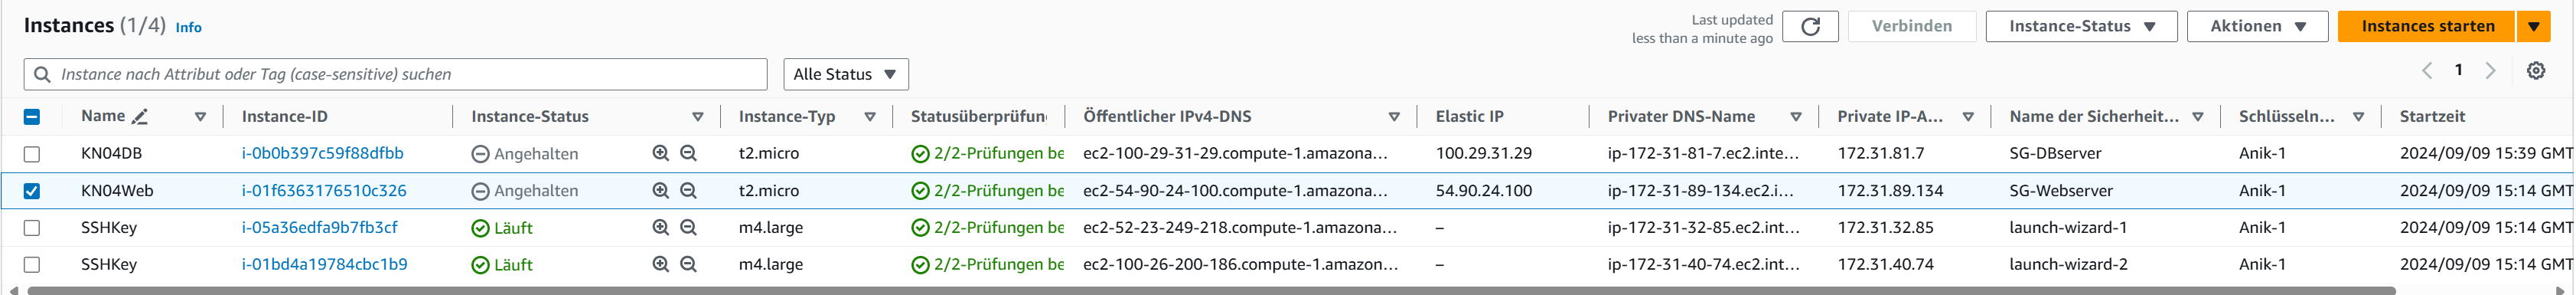 Instances (1/4) Info
Last updated
less than a minute ago
Verbinden Instance-Status Aktionen Instances starten
Instance nach Attribut oder Tag (case-sensitive) suchen Alle Status 1
Name Instance-ID Instance-Status Instance-Typ Statusüberprüfun Öffentlicher IPv4-DNS Elastic IP Privater DNS-Name Private IP-A... Name der Sicherheit... Schlüsseln... Startzeit
KN04DB i-0b0b397c59f88dfbb Angehalten t2.micro 2/2-Prüfungen be ec2-100-29-31-29.compute-1.amazona... 100.29.31.29 ip-172-31-81-7.ec2.inte... 172.31.81.7 SG-DBserver Anik-1 2024/09/09 15:39 GMT
KN04Web i-01f6363176510c326 Angehalten t2.micro 2/2-Prüfungen be ec2-54-90-24-100.compute-1.amazona... 54.90.24.100 ip-172-31-89-134.ec2.i... 172.31.89.134 SG-Webserver Anik-1 2024/09/09 15:14 GMT
SSHKey i-05a36edfa9b7fb3cf Läuft m4.large 2/2-Prüfungen be ec2-52-23-249-218.compute-1.amazona... – ip-172-31-32-85.ec2.int... 172.31.32.85 launch-wizard-1 Anik-1 2024/09/09 15:14 GMT
SSHKey i-01bd4a19784cbc1b9 Läuft m4.large 2/2-Prüfungen be ec2-100-26-200-186.compute-1.amazon... – ip-172-31-40-74.ec2.int... 172.31.40.74 launch-wizard-2 Anik-1 2024/09/09 15:14 GMT